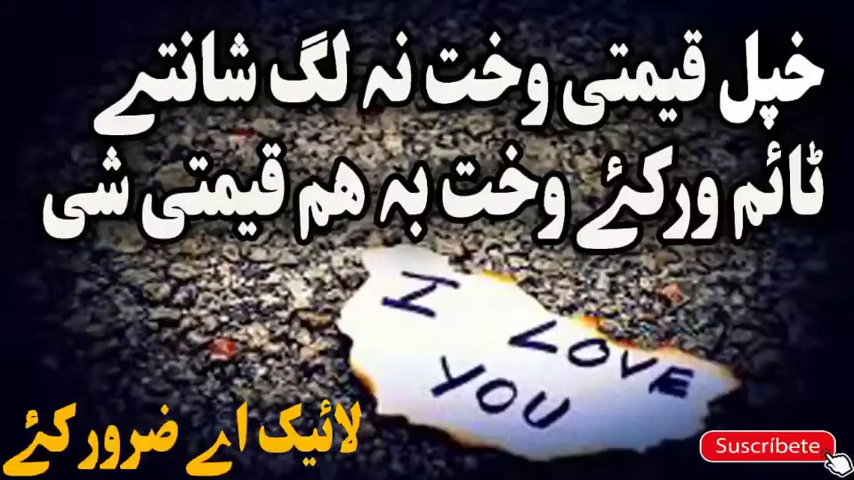 خپل قیمتی وخت نہ لگ شانتے
ٹائم ورکئے وخت بہ ھم قیمتی شی
I LOVE
YOU
لائیک اے ضرور کئے
Suscríbete